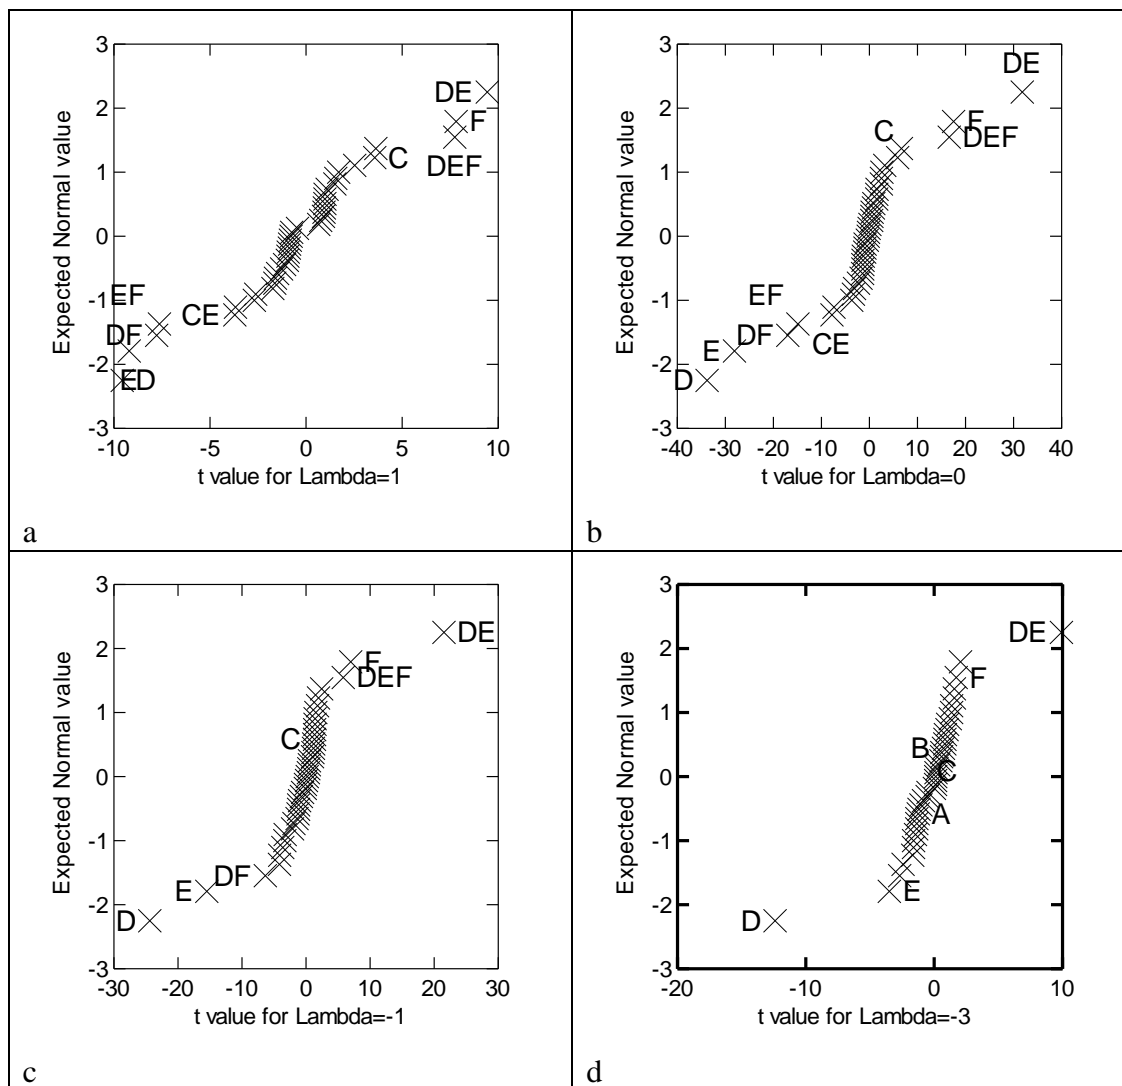 3
2
1
0
-1
-2
-3
Expected Normal value
DE
F
C
DEF
EF
CE
DF
ED
-10
-5
0
5
10
t value for Lambda=1
a
3
2
1
0
-1
-2
-3
Expected Normal value
DE
C
F
DEF
EF
E
DF
CE
D
-40
-30
-20
-10
0
10
20
30
40
t value for Lambda=0
b
3
2
1
0
-1
-2
-3
Expected Normal value
DE
F
DEF
C
DF
E
D
-30
-20
-10
0
10
20
30
t value for Lambda=-1
c
3
2
1
0
-1
-2
-3
Expected Normal value
DE
F
B
C
A
E
D
-20
-10
0
10
t value for Lambda=-3
d